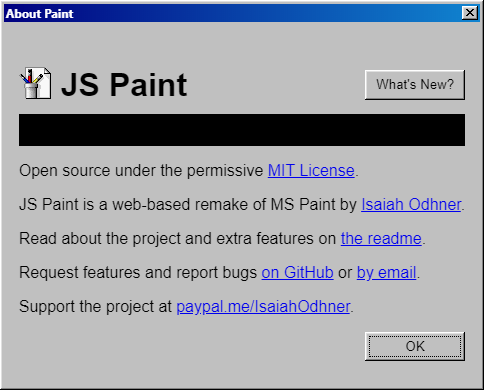 About Paint
JS Paint
What's New?
Open source under the permissive MIT License.
JS Paint is a web-based remake of MS Paint by Isaiah Odhner.
Read about the project and extra features on the readme.
Request features and report bugs on GitHub or by email.
Support the project at paypal.me/IsaiahOdhner.
OK